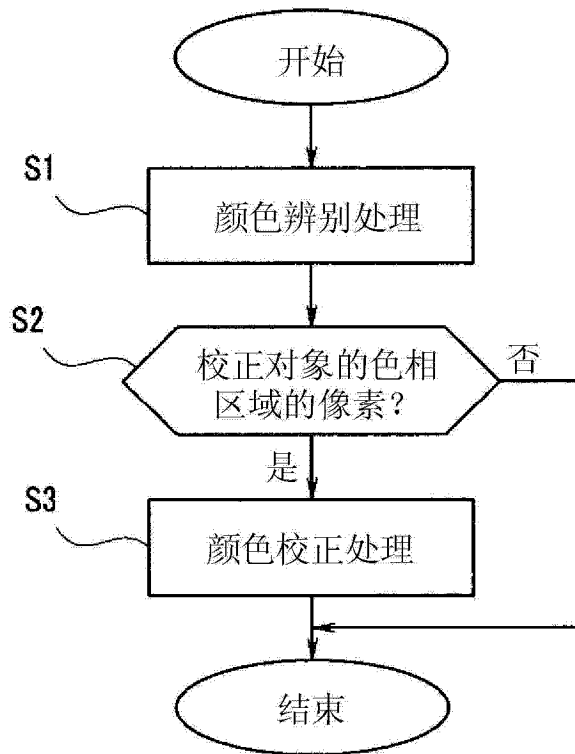 开始
S1
颜色辨别处理
S2
校正对象的色相
区域的像素?
否
是
S3
颜色校正处理
结束